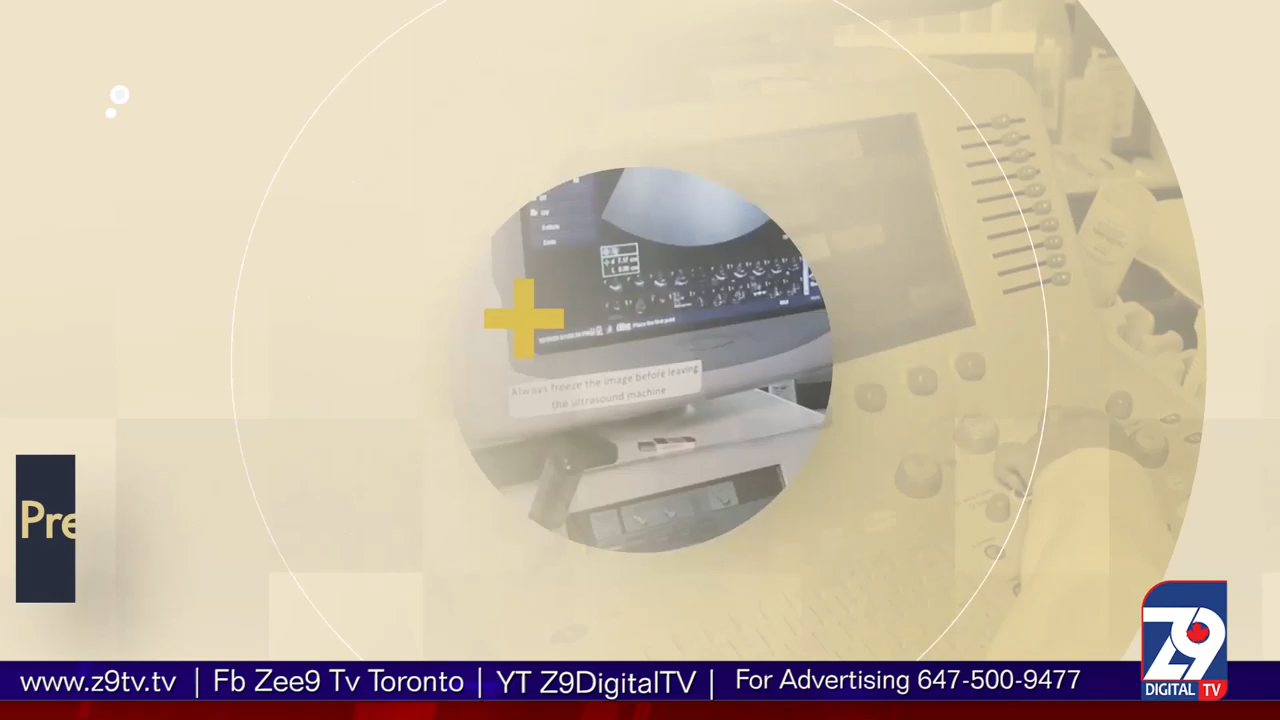 Always freeze the image before leaving
the ultrasound machine
Pre
www.z9tv.tv | Fb Zee9 Tv Toronto | YT Z9DigitalTV | For Advertising 647-500-9477
Z9
DIGITAL TV